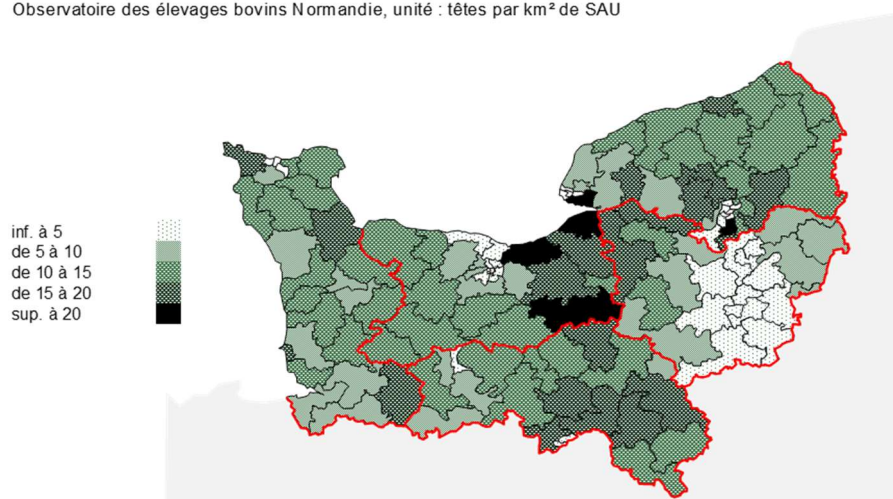 Observatoire des élevages bovins Normandie, unité : têtes par km² de SAU
inf. à 5
de 5 à 10
de 10 à 15
de 15 à 20
sup. à 20